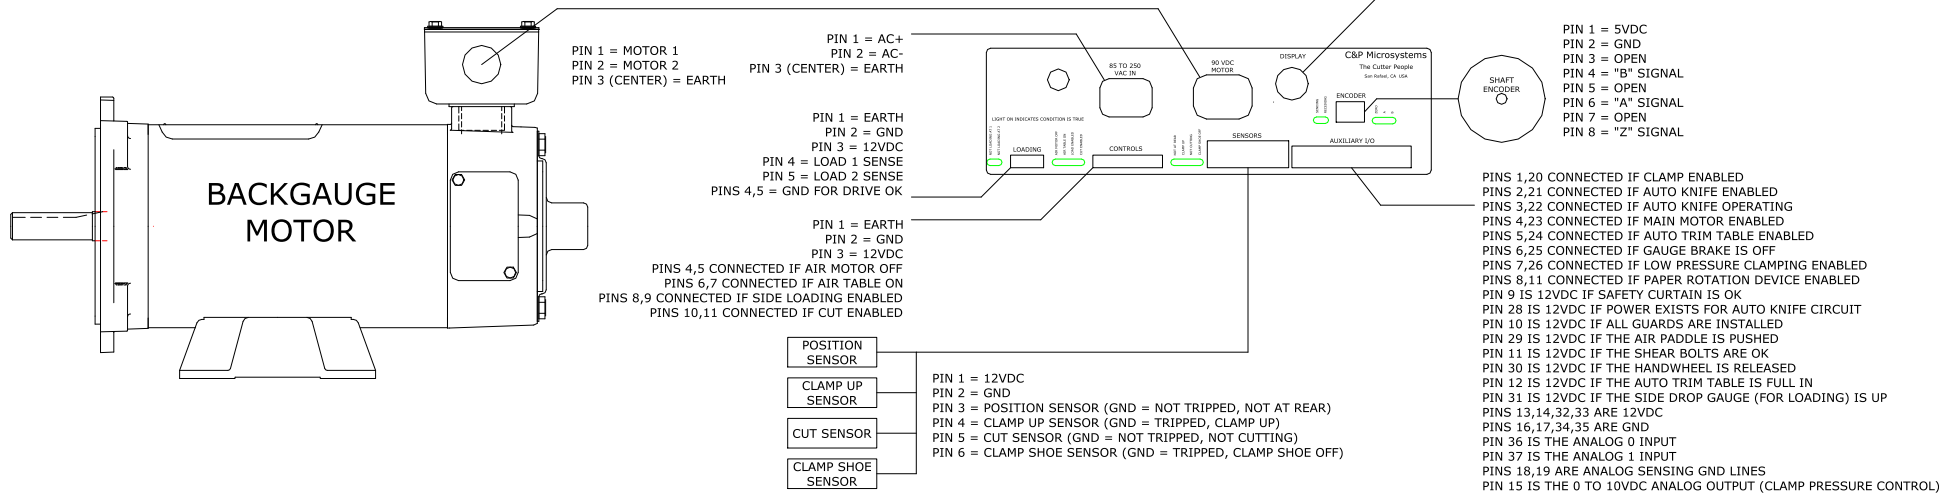 BACKGAUGE
MOTOR
PIN 1 = MOTOR 1
PIN 2 = MOTOR 2
PIN 3 (CENTER) = EARTH
PIN 1 = AC+
PIN 2 = AC-
PIN 3 (CENTER) = EARTH
PIN 1 = EARTH
PIN 2 = GND
PIN 3 = 12VDC
PIN 4 = LOAD 1 SENSE
PIN 5 = LOAD 2 SENSE
PINS 4,5 = GND FOR DRIVE OK
PIN 1 = EARTH
PIN 2 = GND
PIN 3 = 12VDC
PINS 4,5 CONNECTED IF AIR MOTOR OFF
PINS 6,7 CONNECTED IF AIR TABLE ON
PINS 8,9 CONNECTED IF SIDE LOADING ENABLED
PINS 10,11 CONNECTED IF CUT ENABLED
85 TO 250
VAC IN
90 VDC
MOTOR
DISPLAY
C&P Microsystems
The Cutter People
San Rafael, CA USA
ENCODER
LIGHT ON INDICATES CONDITION IS TRUE
LOADING
CONTROLS
SENSORS
AUXILIARY I/O
SHAFT
ENCODER
PIN 1 = 5VDC
PIN 2 = GND
PIN 3 = OPEN
PIN 4 = "B" SIGNAL
PIN 5 = OPEN
PIN 6 = "A" SIGNAL
PIN 7 = OPEN
PIN 8 = "Z" SIGNAL
POSITION
SENSOR
CLAMP UP
SENSOR
CUT SENSOR
CLAMP SHOE
SENSOR
PIN 1 = 12VDC
PIN 2 = GND
PIN 3 = POSITION SENSOR (GND = NOT TRIPPED, NOT AT REAR)
PIN 4 = CLAMP UP SENSOR (GND = TRIPPED, CLAMP UP)
PIN 5 = CUT SENSOR (GND = NOT TRIPPED, NOT CUTTING)
PIN 6 = CLAMP SHOE SENSOR (GND = TRIPPED, CLAMP SHOE OFF)
PINS 1,20 CONNECTED IF CLAMP ENABLED
PINS 2,21 CONNECTED IF AUTO KNIFE ENABLED
PINS 3,22 CONNECTED IF AUTO KNIFE OPERATING
PINS 4,23 CONNECTED IF MAIN MOTOR ENABLED
PINS 5,24 CONNECTED IF AUTO TRIM TABLE ENABLED
PINS 6,25 CONNECTED IF GAUGE BRAKE IS OFF
PINS 7,26 CONNECTED IF LOW PRESSURE CLAMPING ENABLED
PINS 8,11 CONNECTED IF PAPER ROTATION DEVICE ENABLED
PIN 9 IS 12VDC IF SAFETY CURTAIN IS OK
PIN 28 IS 12VDC IF POWER EXISTS FOR AUTO KNIFE CIRCUIT
PIN 10 IS 12VDC IF ALL GUARDS ARE INSTALLED
PIN 29 IS 12VDC IF THE AIR PADDLE IS PUSHED
PIN 11 IS 12VDC IF THE SHEAR BOLTS ARE OK
PIN 30 IS 12VDC IF THE HANDWHEEL IS RELEASED
PIN 12 IS 12VDC IF THE AUTO TRIM TABLE IS FULL IN
PIN 31 IS 12VDC IF THE SIDE DROP GAUGE (FOR LOADING) IS UP
PINS 13,14,32,33 ARE 12VDC
PINS 16,17,34,35 ARE GND
PIN 36 IS THE ANALOG 0 INPUT
PIN 37 IS THE ANALOG 1 INPUT
PINS 18,19 ARE ANALOG SENSING GND LINES
PIN 15 IS THE 0 TO 10VDC ANALOG OUTPUT (CLAMP PRESSURE CONTROL)